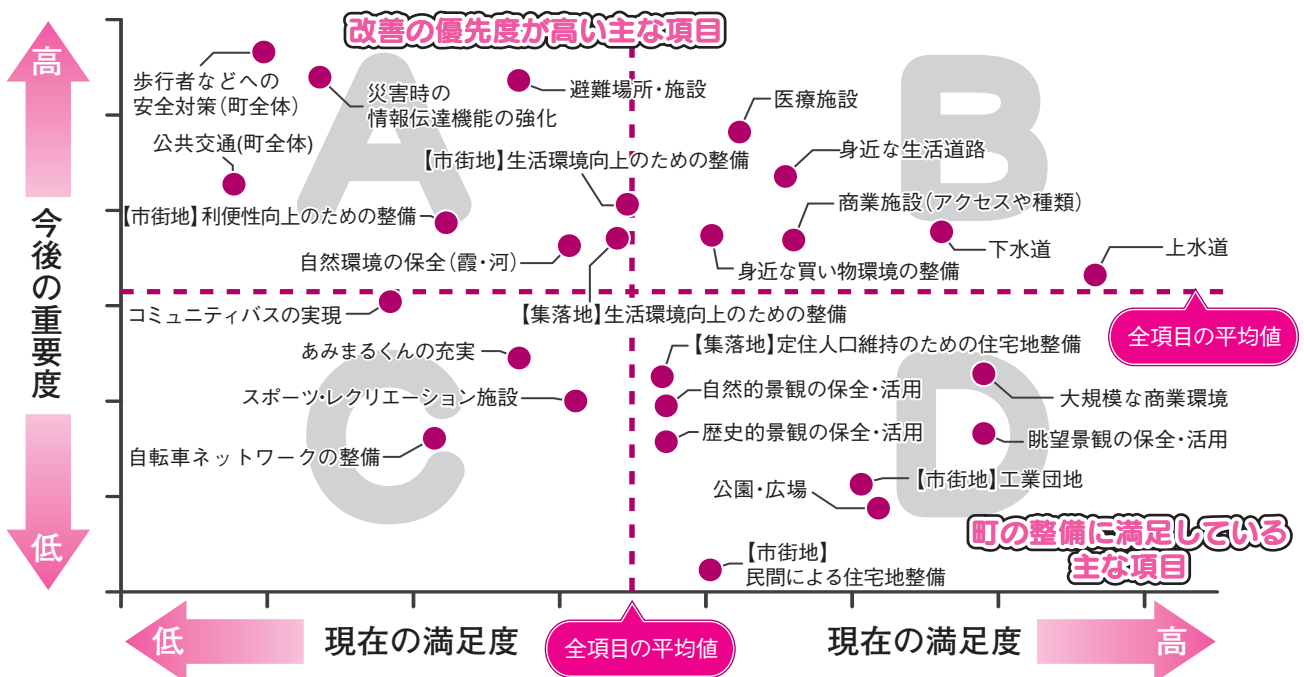 改善の優先度が高い主な項目
高
今後の重要度
低
A
B
C
D
歩行者などへの
安全対策(町全体)
災害時の
情報伝達機能の強化
避難場所・施設
医療施設
公共交通(町全体)
【市街地】生活環境向上のための整備
身近な生活道路
【市街地】利便性向上のための整備
商業施設(アクセスや種類)
自然環境の保全(霞・河)
身近な買い物環境の整備
下水道
上水道
コミュニティバスの実現
【集落地】生活環境向上のための整備
全項目の平均値
あみまるくんの充実
【集落地】定住人口維持のための住宅地整備
スポーツ・レクリエーション施設
自然的景観の保全・活用
大規模な商業環境
自転車ネットワークの整備
歴史的景観の保全・活用
眺望景観の保全・活用
公園・広場
【市街地】工業団地
町の整備に満足している
主な項目
【市街地】
民間による住宅地整備
低
現在の満足度
全項目の平均値
現在の満足度
高